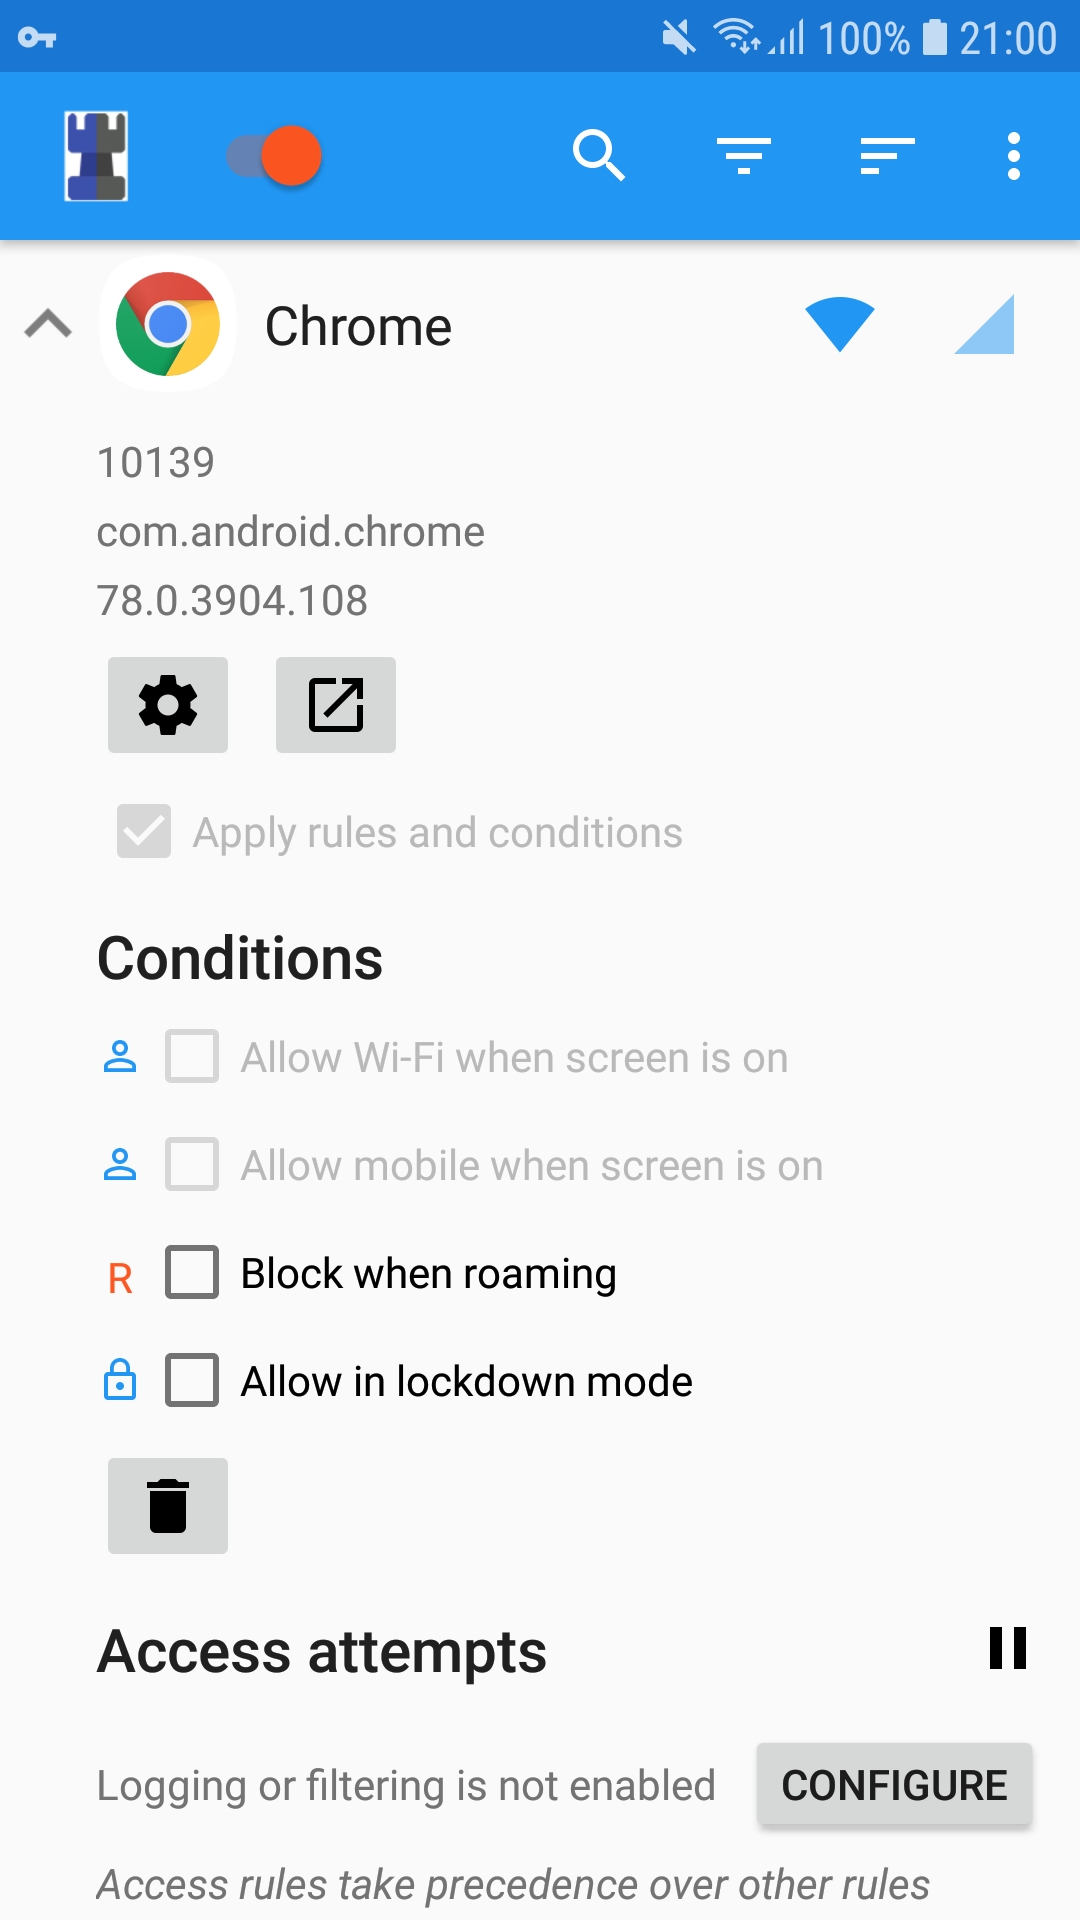 100% 21:00
Chrome
10139
com.android.chrome
78.0.3904.108
Apply rules and conditions
Conditions
Allow Wi-Fi when screen is on
Allow mobile when screen is on
R Block when roaming
Allow in lockdown mode
Access attempts
Logging or filtering is not enabled CONFIGURE
Access rules take precedence over other rules